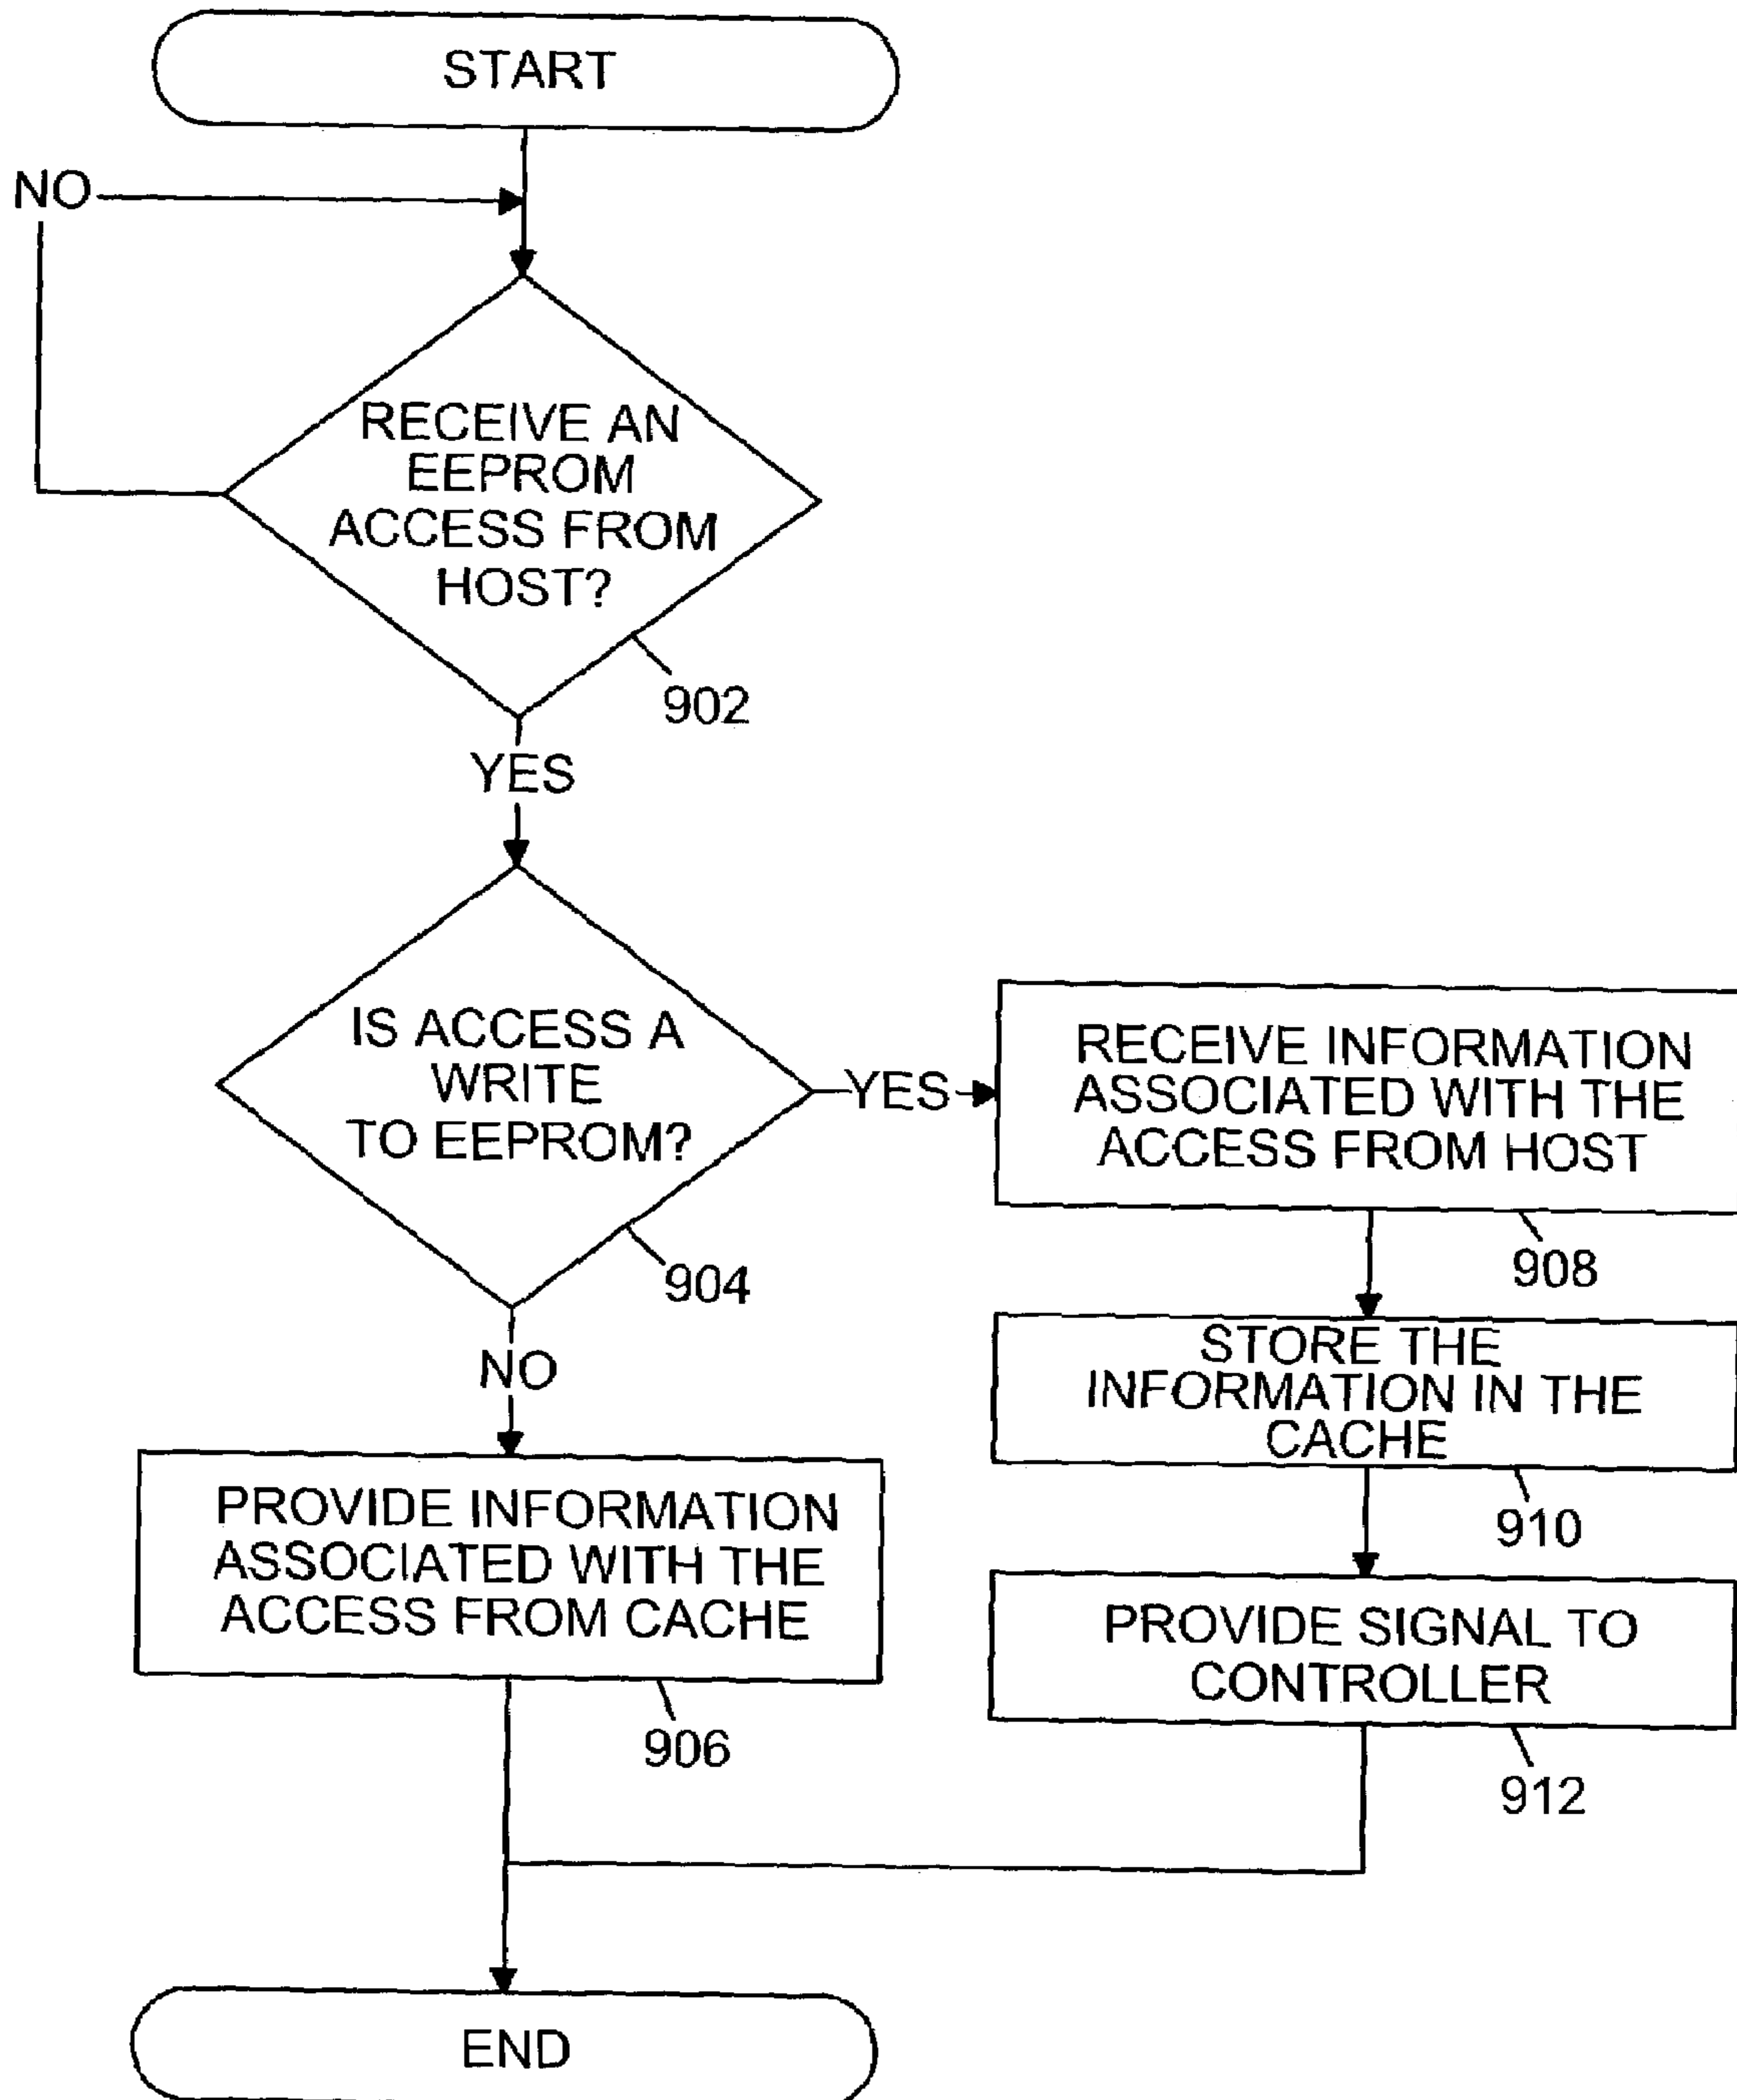 START
NO
RECEIVE AN
EEPROM
ACCESS FROM
HOST?
902
YES
IS ACCESS A
WRITE
TO EEPROM?
904
YES
RECEIVE INFORMATION
ASSOCIATED WITH THE
ACCESS FROM HOST
908
STORE THE
INFORMATION IN THE
CACHE
910
NO
PROVIDE INFORMATION
ASSOCIATED WITH THE
ACCESS FROM CACHE
906
PROVIDE SIGNAL TO
CONTROLLER
912
END